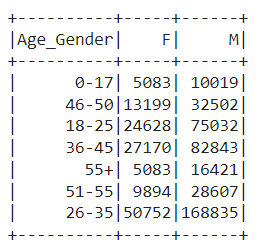 +----------+-----+------+
|Age_Gender|    F|     M|
+----------+-----+------+
|      0-17| 5083| 10019|
|     46-50|13199| 32502|
|     18-25|24628| 75032|
|     36-45|27170| 82843|
|       55+| 5083| 16421|
|     51-55| 9894| 28607|
|     26-35|50752|168835|
+----------+-----+------+